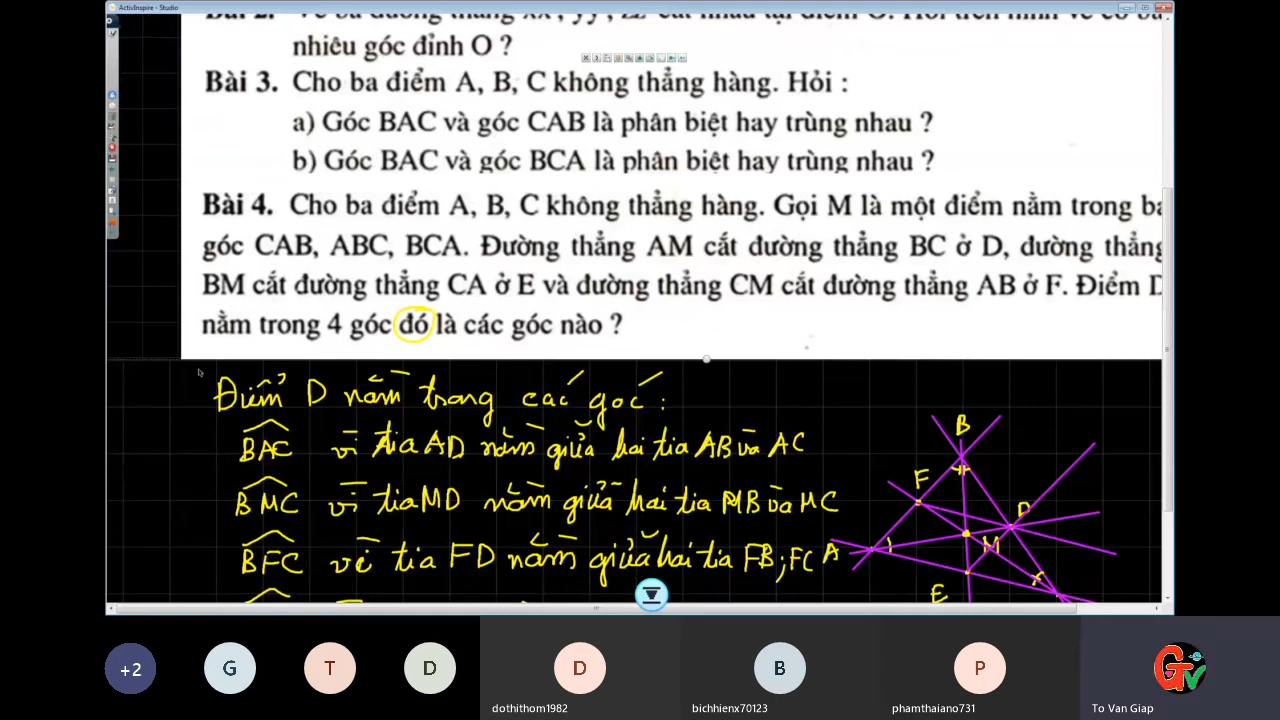 ActivInspire - Studio
nhiêu góc đỉnh O ?
Bài 3. Cho ba điểm A, B, C không thẳng hàng. Hỏi :
a) Góc BAC và góc CAB là phân biệt hay trùng nhau ?
b) Góc BAC và góc BCA là phân biệt hay trùng nhau ?
Bài 4. Cho ba điểm A, B, C không thẳng hàng. Gọi M là một điểm nằm trong ba
góc CAB, ABC, BCA. Đường thẳng AM cắt đường thẳng BC ở D, dường thẳng
BM cắt đường thẳng CA ở E và dường thẳng CM cắt đường thẳng AB ở F. Điểm D
nằm trong 4 góc đó là các góc nào ?
Điểm D nằm trong các góc :
BAC vì tia AD nằm giữa hai tia AB và AC
BMC vì tia MD nằm giữa hai tia MB và MC
BFC vì tia FD nằm giữa hai tia FB; FC
B
F
D
A
M
E
+2
G
T
D
D
B
P
GV
dothithom1982
bichhienx70123
phamthaiano731
To Van Giap